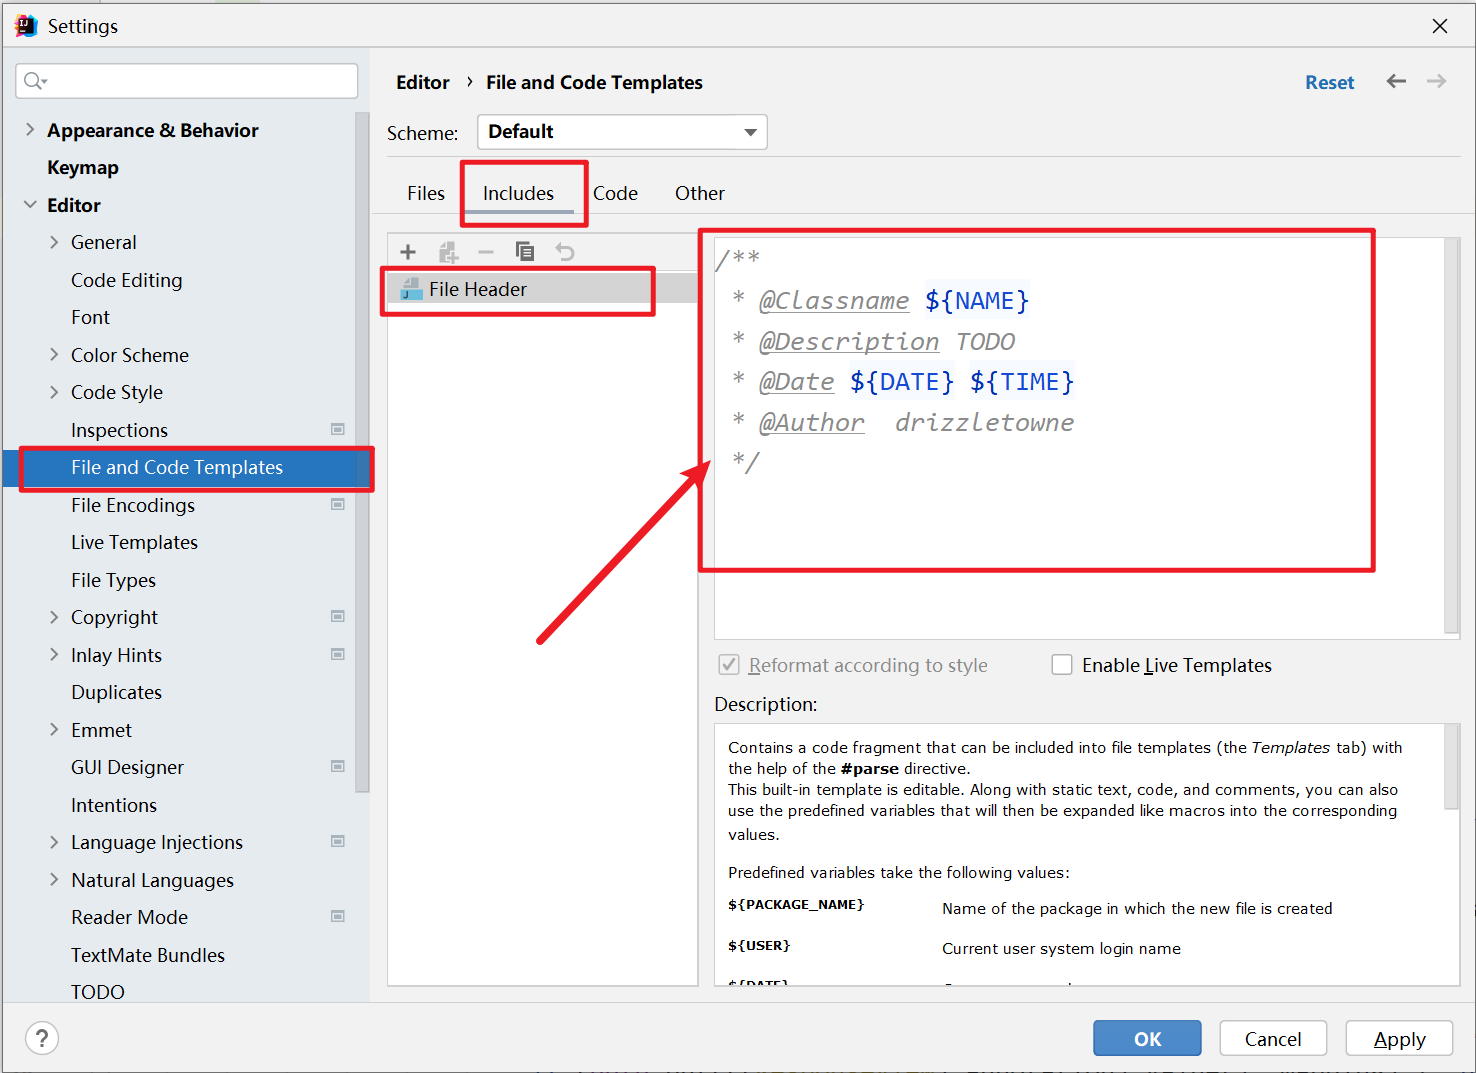 Settings
Editor › File and Code Templates
Reset
Scheme:
Default
Files
Includes
Code
Other
Appearance & Behavior
Keymap
Editor
General
Code Editing
Font
Color Scheme
Code Style
Inspections
File and Code Templates
File Encodings
Live Templates
File Types
Copyright
Inlay Hints
Duplicates
Emmet
GUI Designer
Intentions
Language Injections
Natural Languages
Reader Mode
TextMate Bundles
TODO
File Header
/**
* @Classname ${NAME}
* @Description TODO
* @Date ${DATE} ${TIME}
* @Author drizzletowne
*/
Reformat according to style
Enable Live Templates
Description:
Contains a code fragment that can be included into file templates (the Templates tab) with
the help of the #parse directive.
This built-in template is editable. Along with static text, code, and comments, you can also
use the predefined variables that will then be expanded like macros into the corresponding
values.
Predefined variables take the following values:
${PACKAGE_NAME} Name of the package in which the new file is created
${USER} Current user system login name
${DATE}
?
OK
Cancel
Apply